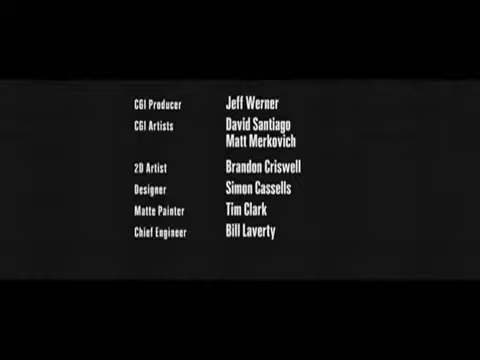 CGI Producer Jeff Werner
CGI Artists David Santiago
Matt Merkovich
2D Artist Brandon Criswell
Designer Simon Cassells
Matte Painter Tim Clark
Chief Engineer Bill Laverty